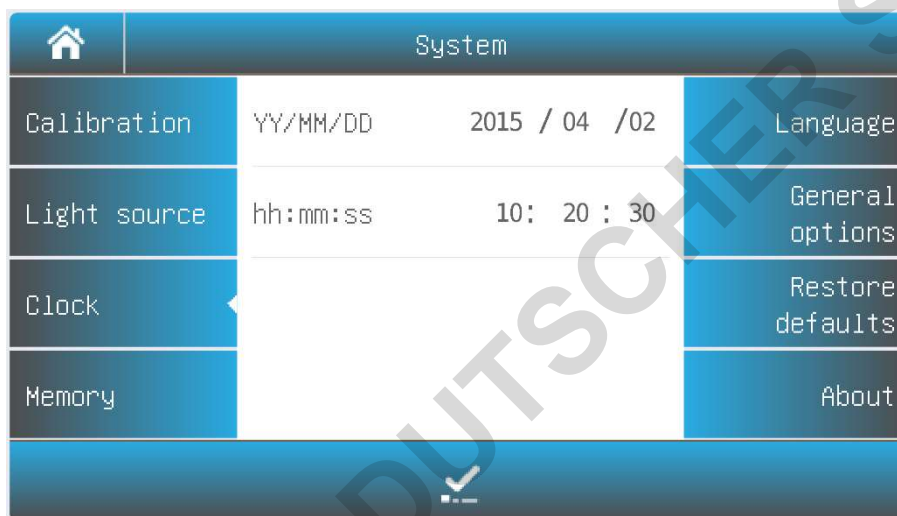 System
Calibration
YY/MM/DD 2015 / 04 /02
Language
Light source
hh:mm:ss 10: 20 : 30
General
options
Clock
Restore
defaults
Memory
About
DUTSCHER S